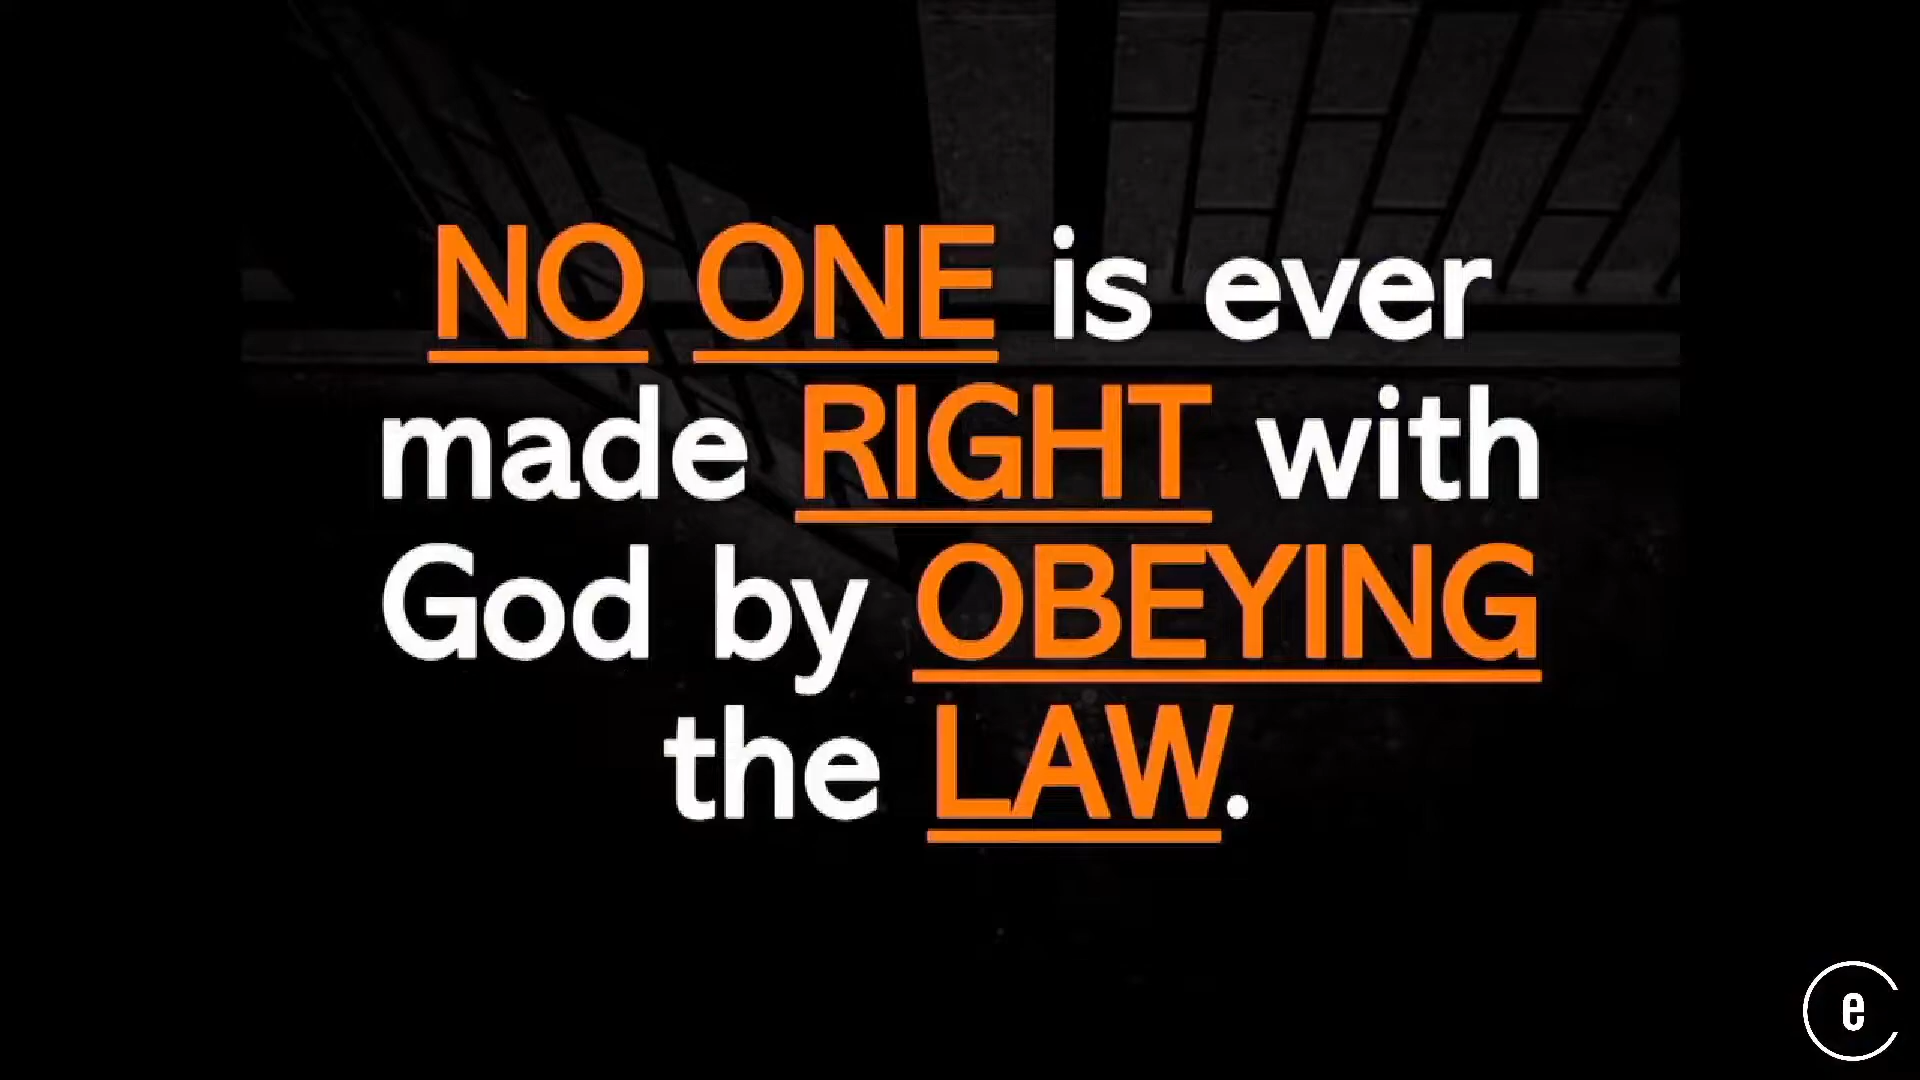 NO ONE is ever
made RIGHT with
God by OBEYING
the LAW.
e